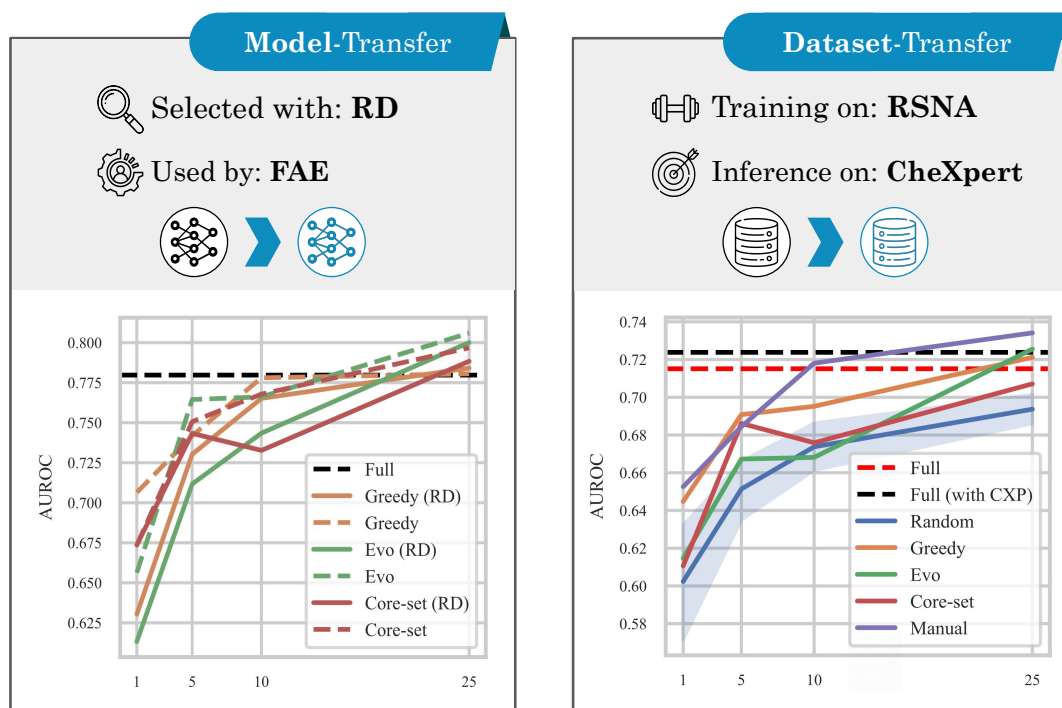 Model-Transfer
Selected with: RD
Used by: FAE
AUROC
0.800
0.775
0.750
0.725
0.700
0.675
0.650
0.625
Full
Greedy (RD)
Greedy
Evo (RD)
Evo
Core-set (RD)
Core-set
1 5 10 25
Dataset-Transfer
Training on: RSNA
Inference on: CheXpert
AUROC
0.74
0.72
0.70
0.68
0.66
0.64
0.62
0.60
0.58
Full
Full (with CXP)
Random
Greedy
Evo
Core-set
Manual
1 5 10 25